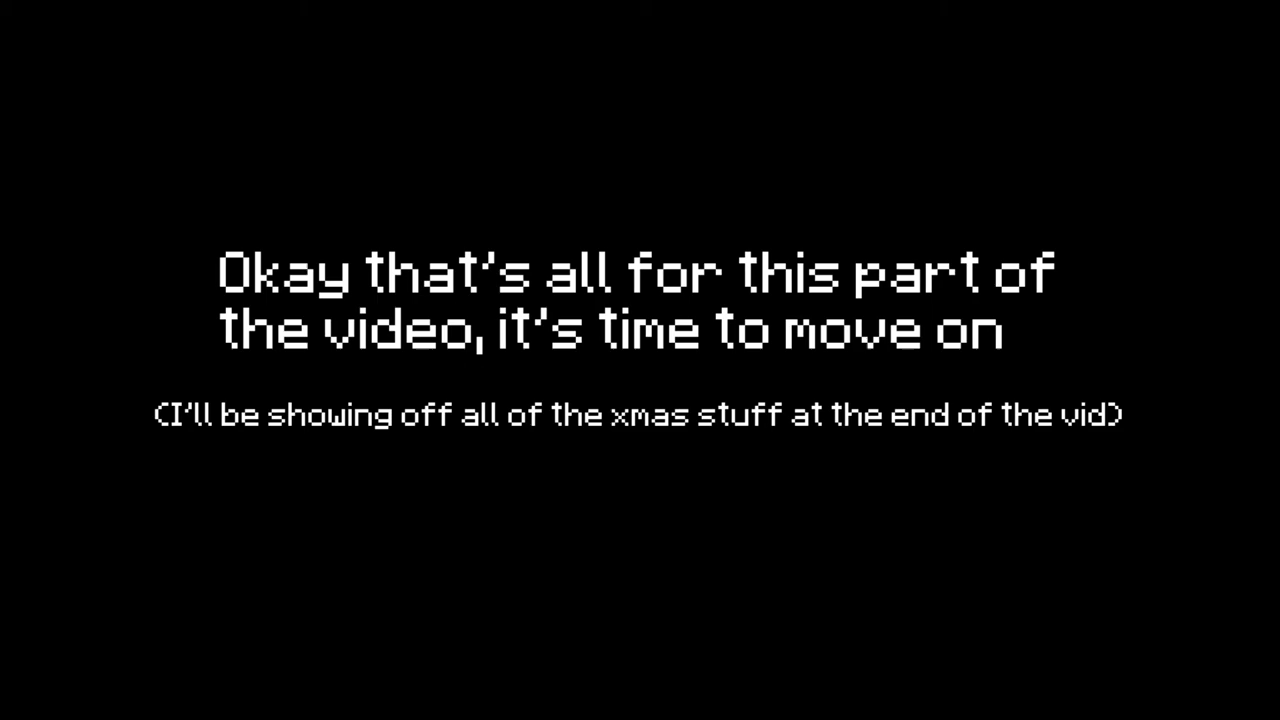 Okay that's all for this part of
the video, it's time to move on
(I'll be showing off all of the xmas stuff at the end of the vid)